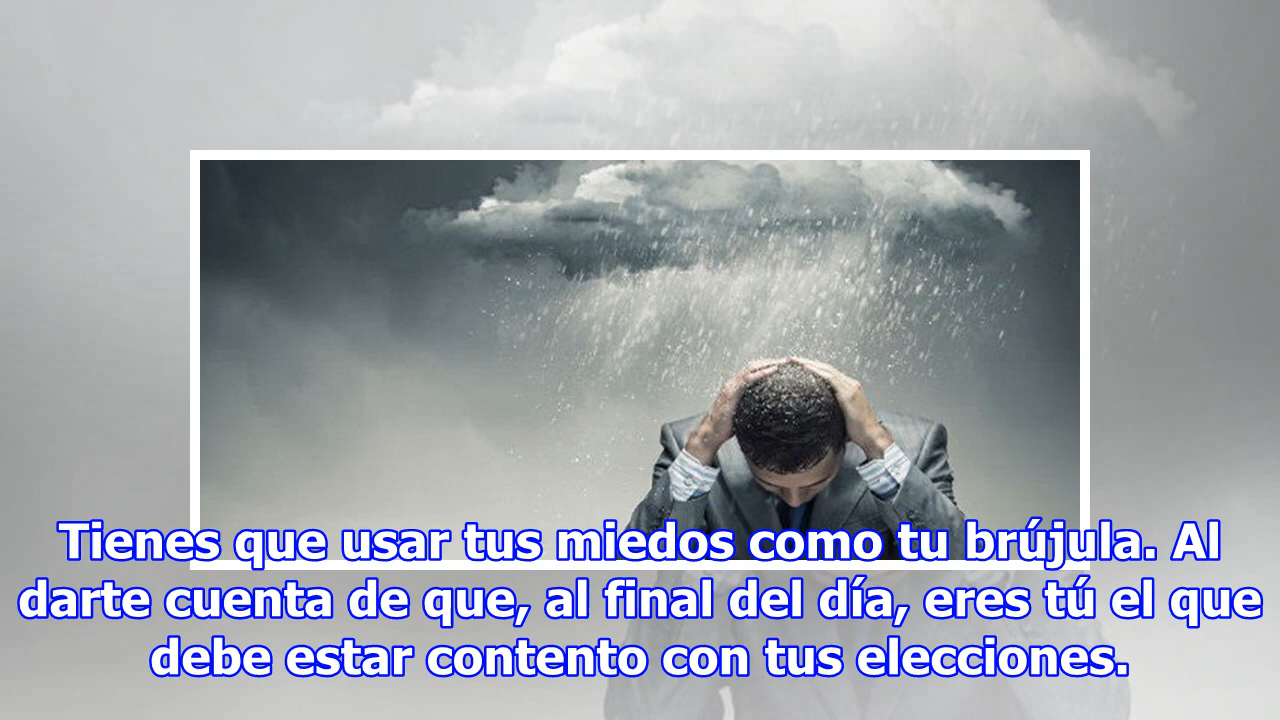 Tienes que usar tus miedos como tu brújula. Al
darte cuenta de que, al final del día, eres tú el que
debe estar contento con tus elecciones.